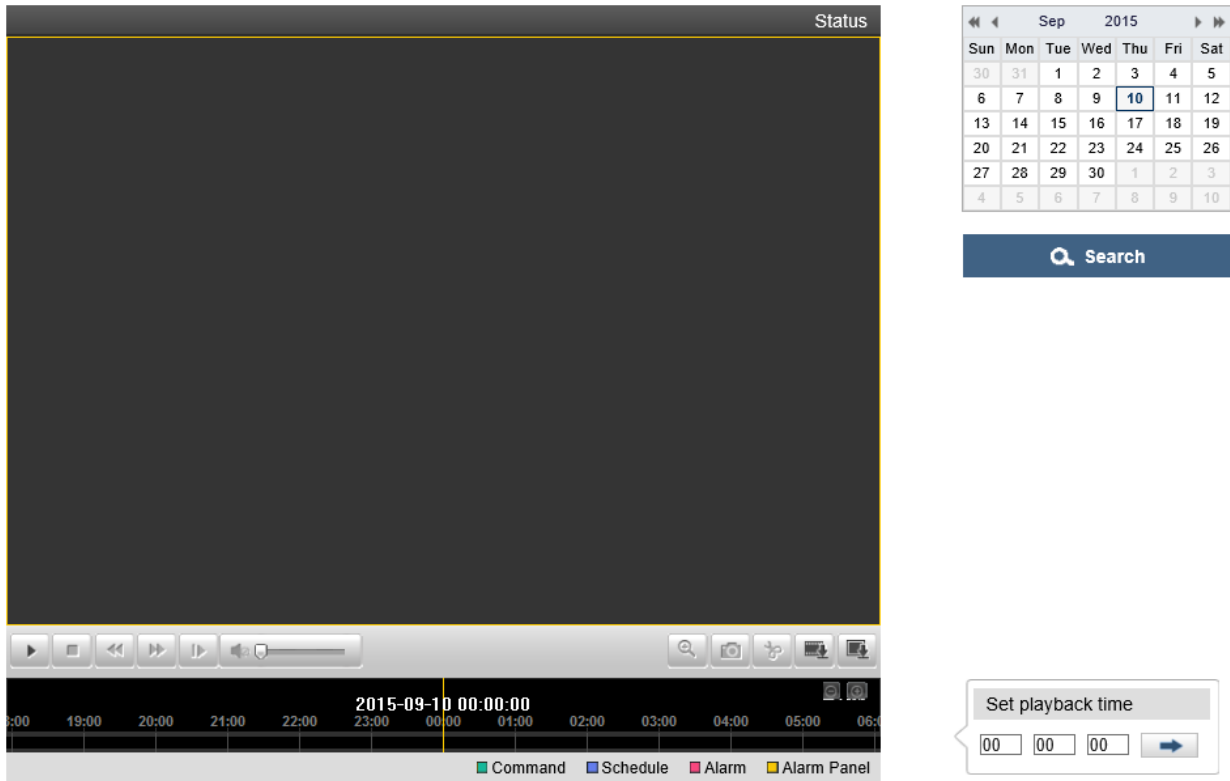 Status
Sep 2015
Sun Mon Tue Wed Thu Fri Sat
30 31 1 2 3 4 5
6 7 8 9 10 11 12
13 14 15 16 17 18 19
20 21 22 23 24 25 26
27 28 29 30 1 2 3
4 5 6 7 8 9 10
Search
2015-09-10 00:00:00
:00 19:00 20:00 21:00 22:00 23:00 00:00 01:00 02:00 03:00 04:00 05:00 06:
Command Schedule Alarm Alarm Panel
Set playback time
00 00 00